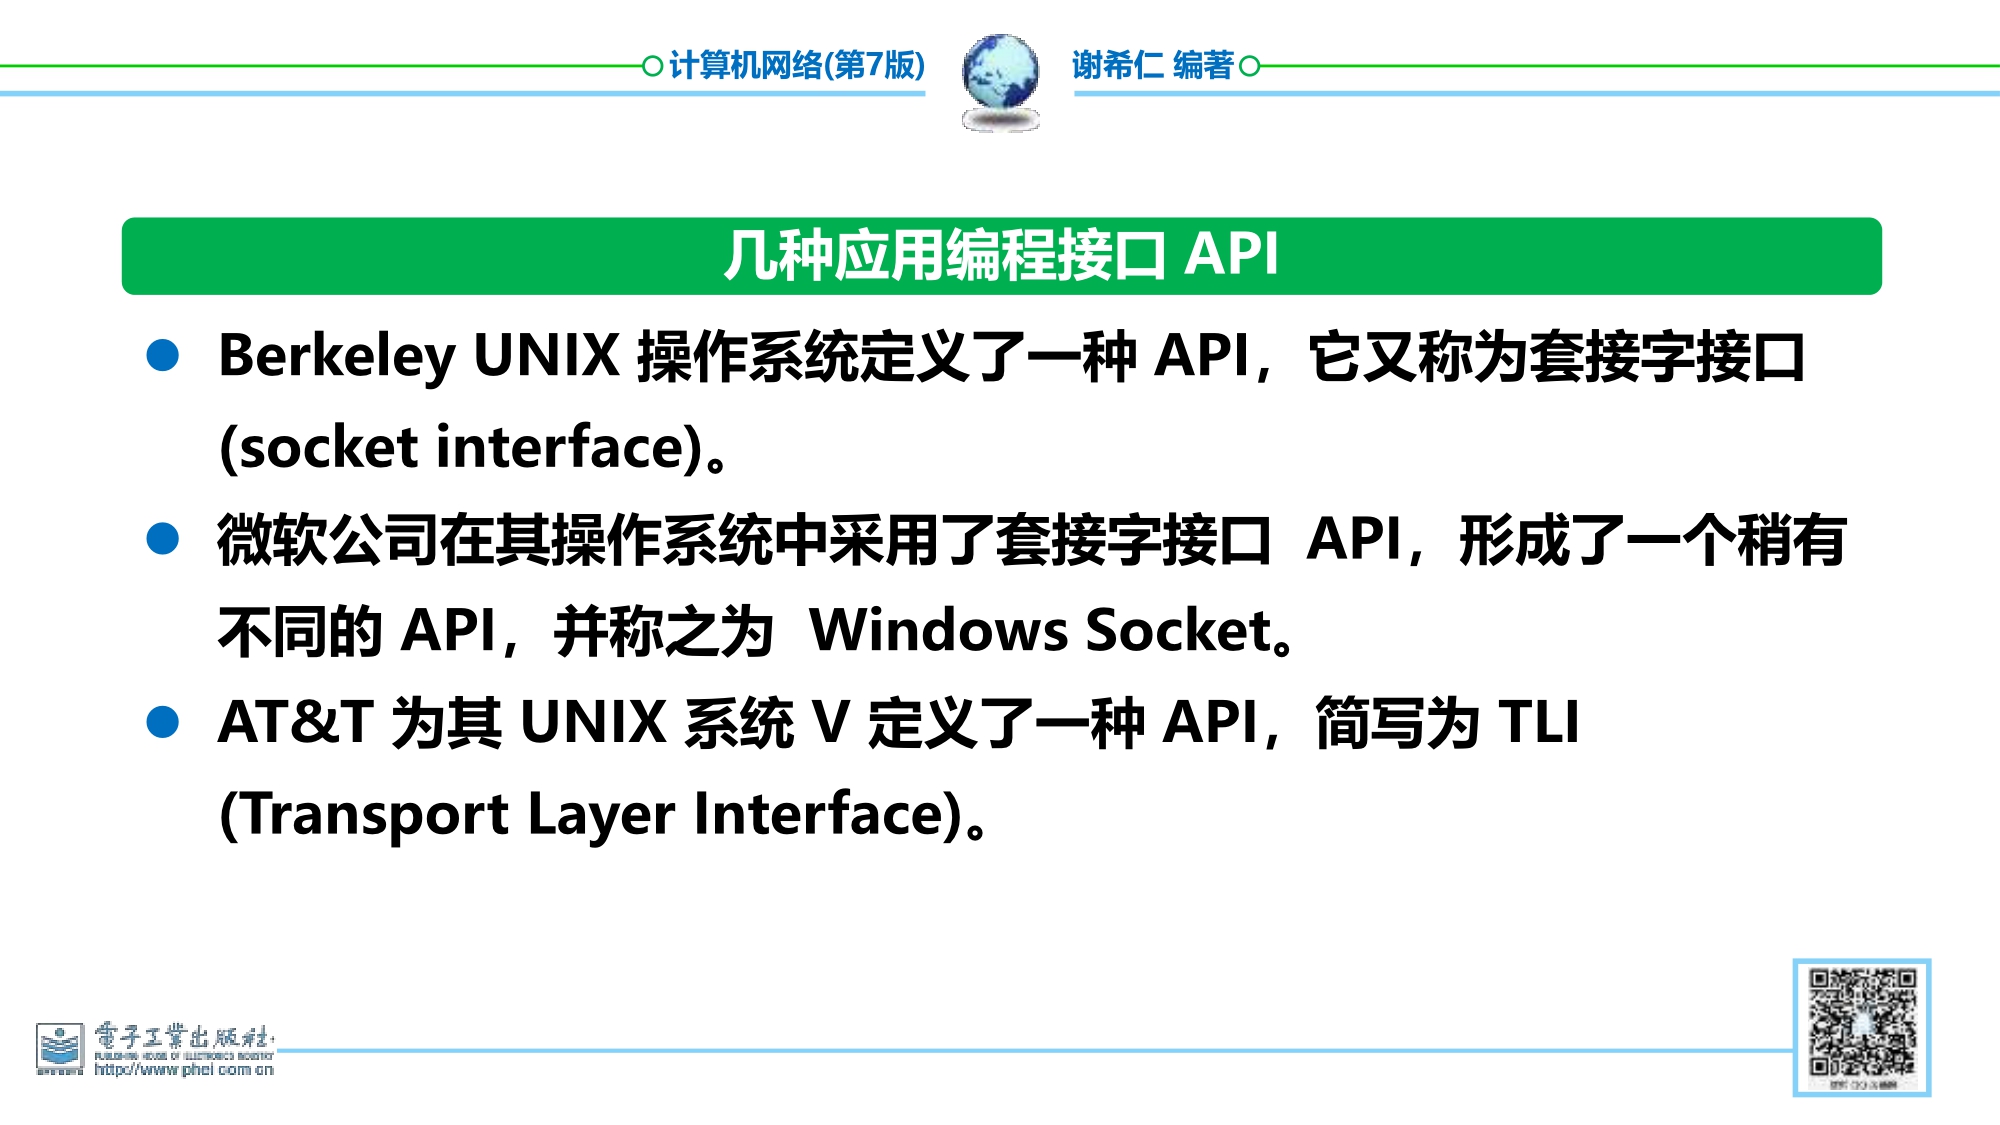 计算机网络(第7版)
谢希仁 编著
几种应用编程接口 API
Berkeley UNIX 操作系统定义了一种 API，它又称为套接字接口
(socket interface)。
微软公司在其操作系统中采用了套接字接口 API，形成了一个稍有
不同的 API，并称之为 Windows Socket。
AT&T 为其 UNIX 系统 V 定义了一种 API，简写为 TLI
(Transport Layer Interface)。
電子工業出版社
PUBLISHING HOUSE OF ELECTRONICS INDUSTRY
http://www.phei.com.cn